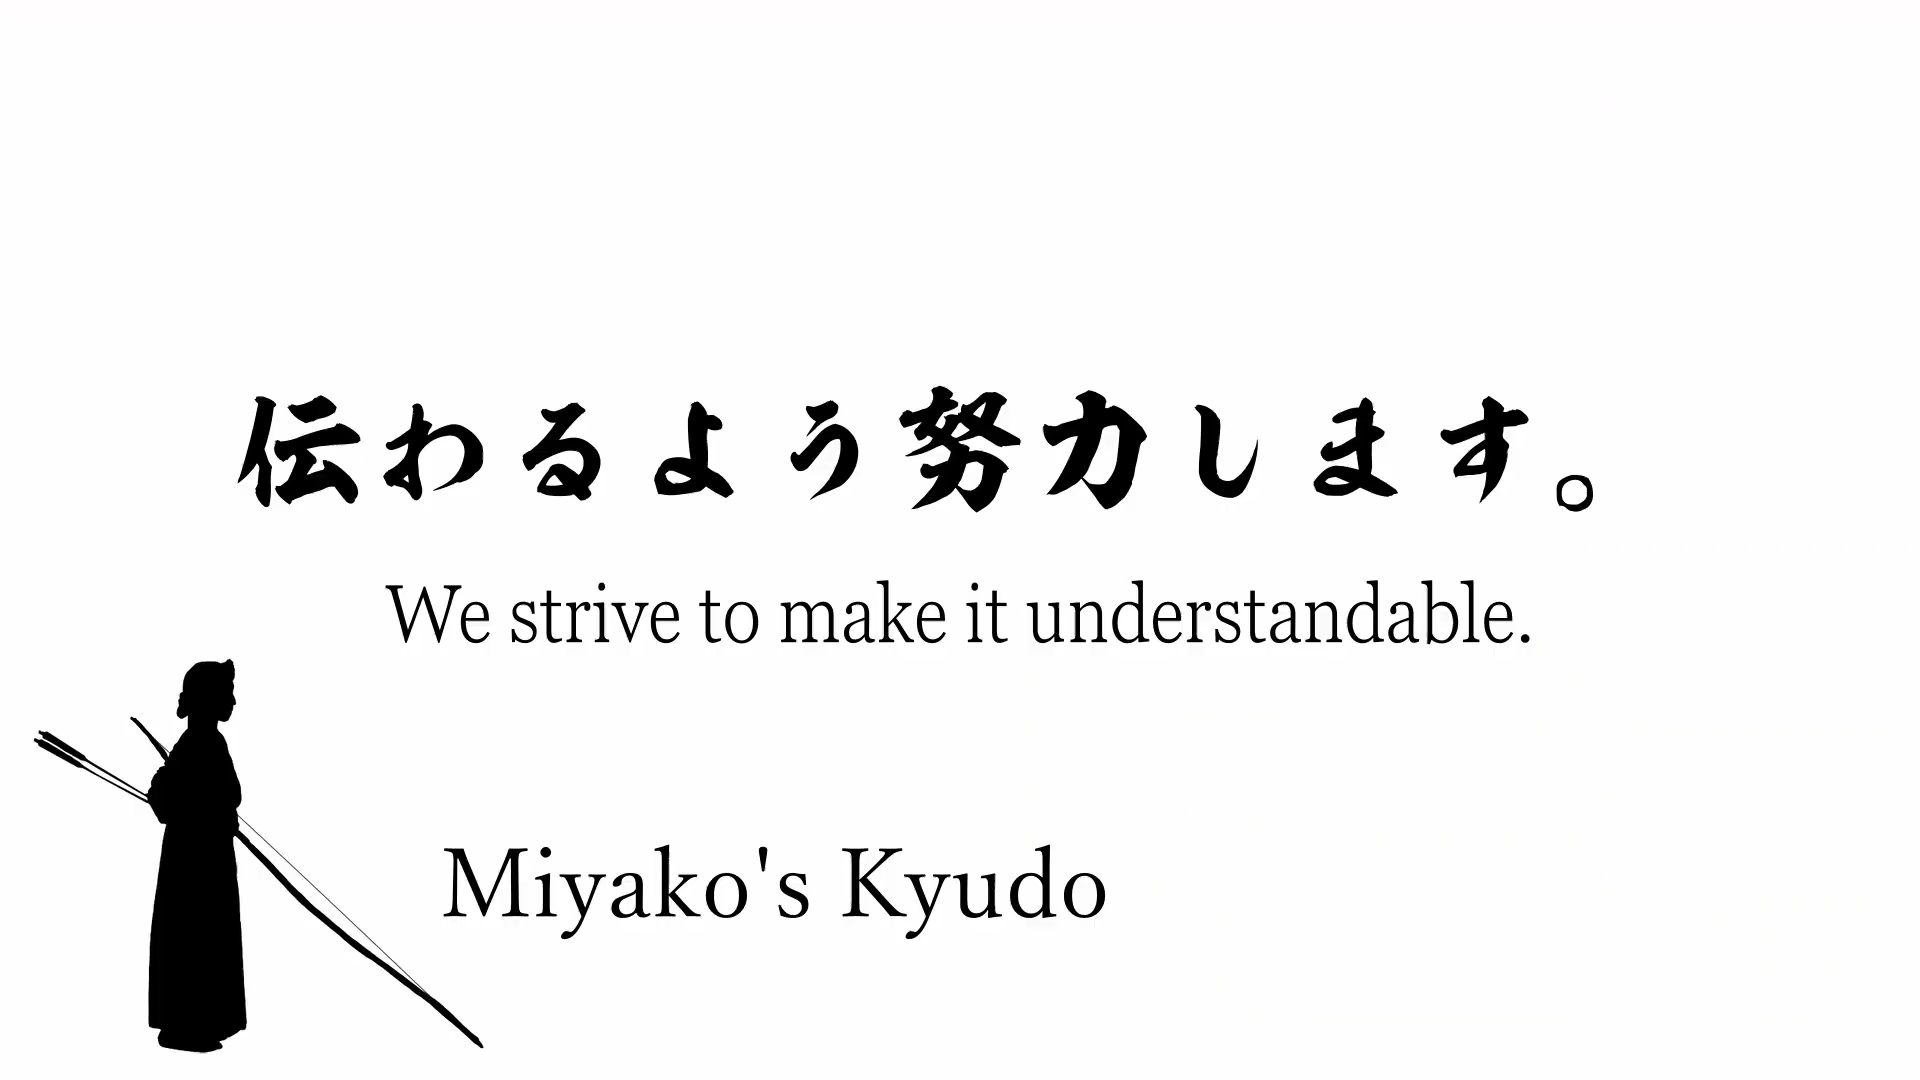 伝わるよう努力します。
We strive to make it understandable.
Miyako's Kyudo